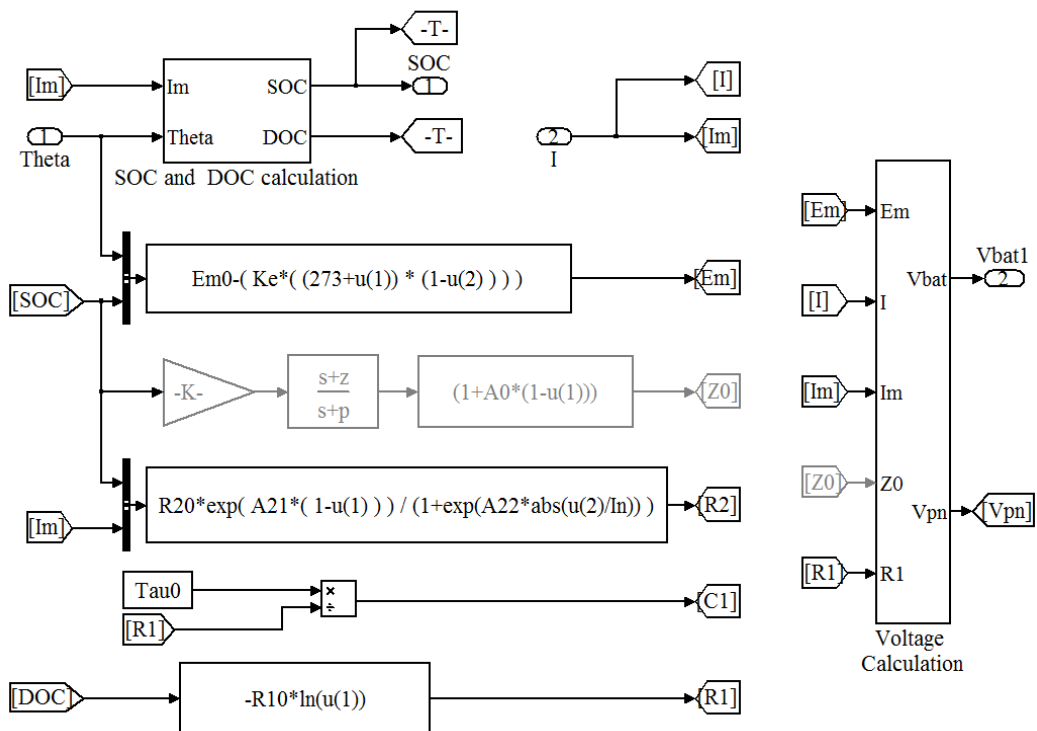 -T-
SOC
[Im]
Im
SOC
1
[I]
1
Theta
DOC
-T-
2
[Im]
Theta
I
SOC and DOC calculation
[Em]
Em
Em0-( Ke*( (273+u(1)) * (1-u(2) ) ) )
[Em]
Vbat1
Vbat
2
[SOC]
[I]
I
-K-
s+z
s+p
(1+A0*(1-u(1)))
[Z0]
[Im]
Im
R20*exp( A21*( 1-u(1) ) ) / (1+exp(A22*abs(u(2)/In)) )
[R2]
[Z0]
Z0
[Im]
Vpn
[Vpn]
Tau0
×
÷
[C1]
[R1]
R1
[R1]
Voltage
Calculation
[DOC]
-R10*ln(u(1))
[R1]